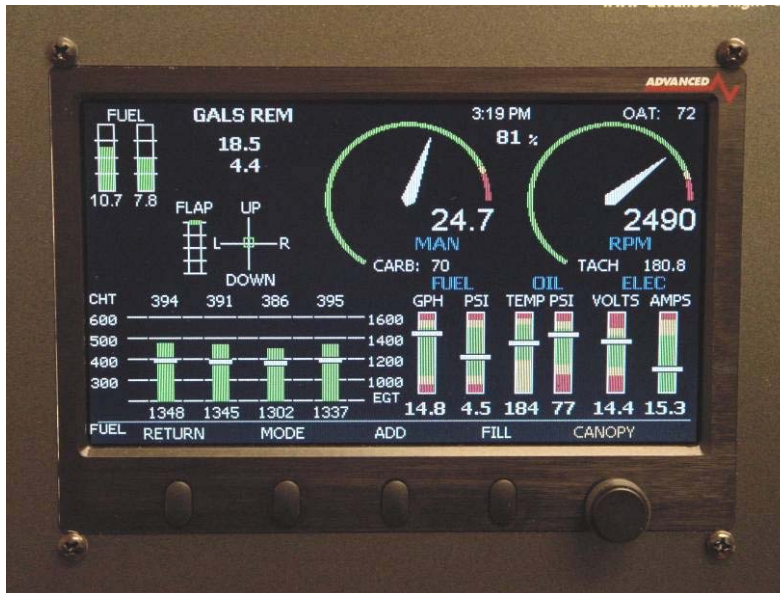 ADVANCED
FUEL GALS REM 3:19 PM OAT: 72
18.5 81 %
4.4
10.7 7.8
24.7 2490
MAN RPM
FLAP UP
L R
DOWN
CARB: 70 TACH 180.8
FUEL OIL ELEC
CHT 394 391 386 395 GPH PSI TEMP PSI VOLTS AMPS
600 1600
500 1400
400 1200
300 1000
EGT
1348 1345 1302 1337 14.8 4.5 184 77 14.4 15.3
FUEL RETURN MODE ADD FILL CANOPY